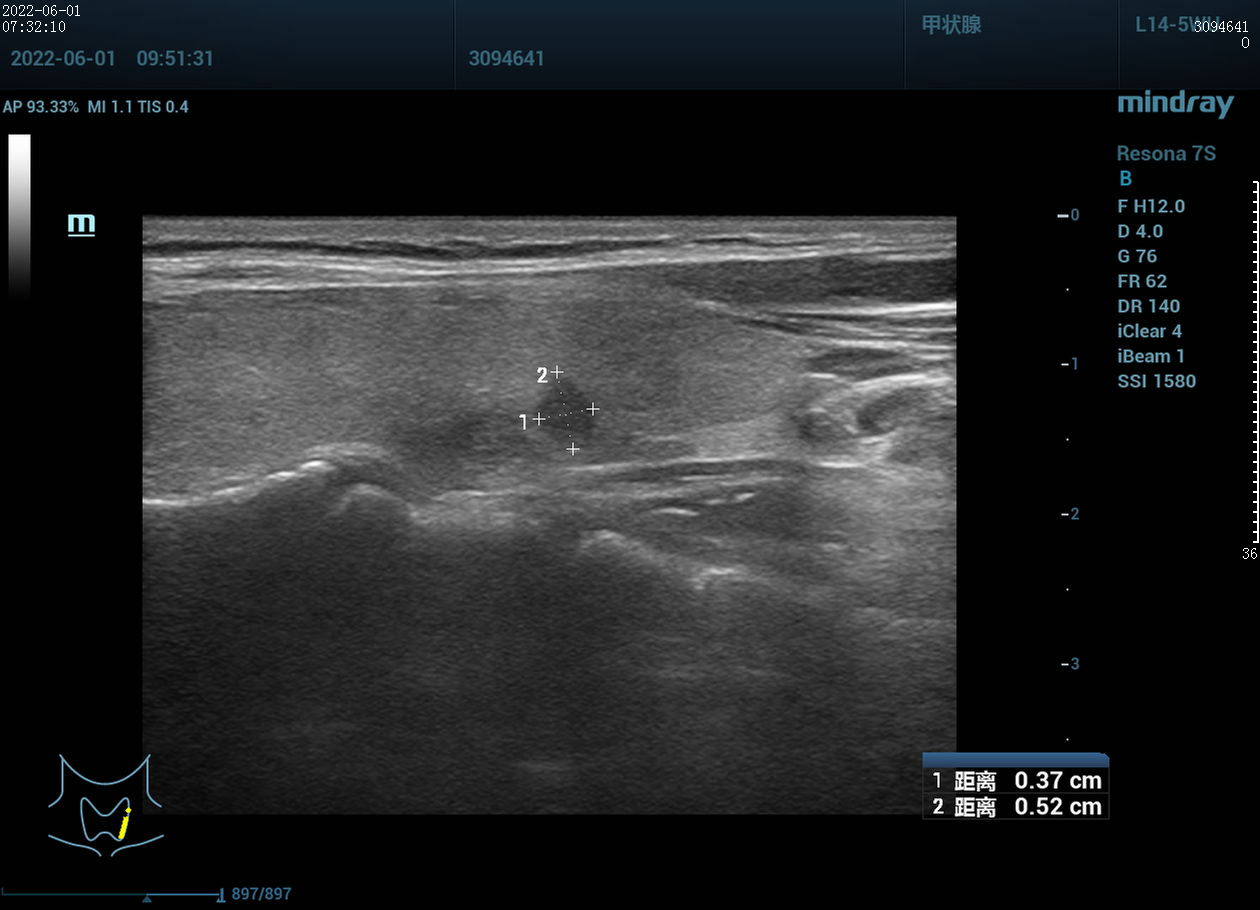 2022-06-01
07:32:10
甲状腺
3094641
0
2022-06-01 09:51:31
3094641
AP 93.33% MI 1.1 TIS 0.4
mindray
Resona 7S
B
m
F H12.0
D 4.0
G 76
FR 62
DR 140
iClear 4
iBeam 1
SSI 1580
0
1
2
3
2
1
36
1 距离 0.37 cm
2 距离 0.52 cm
897/897